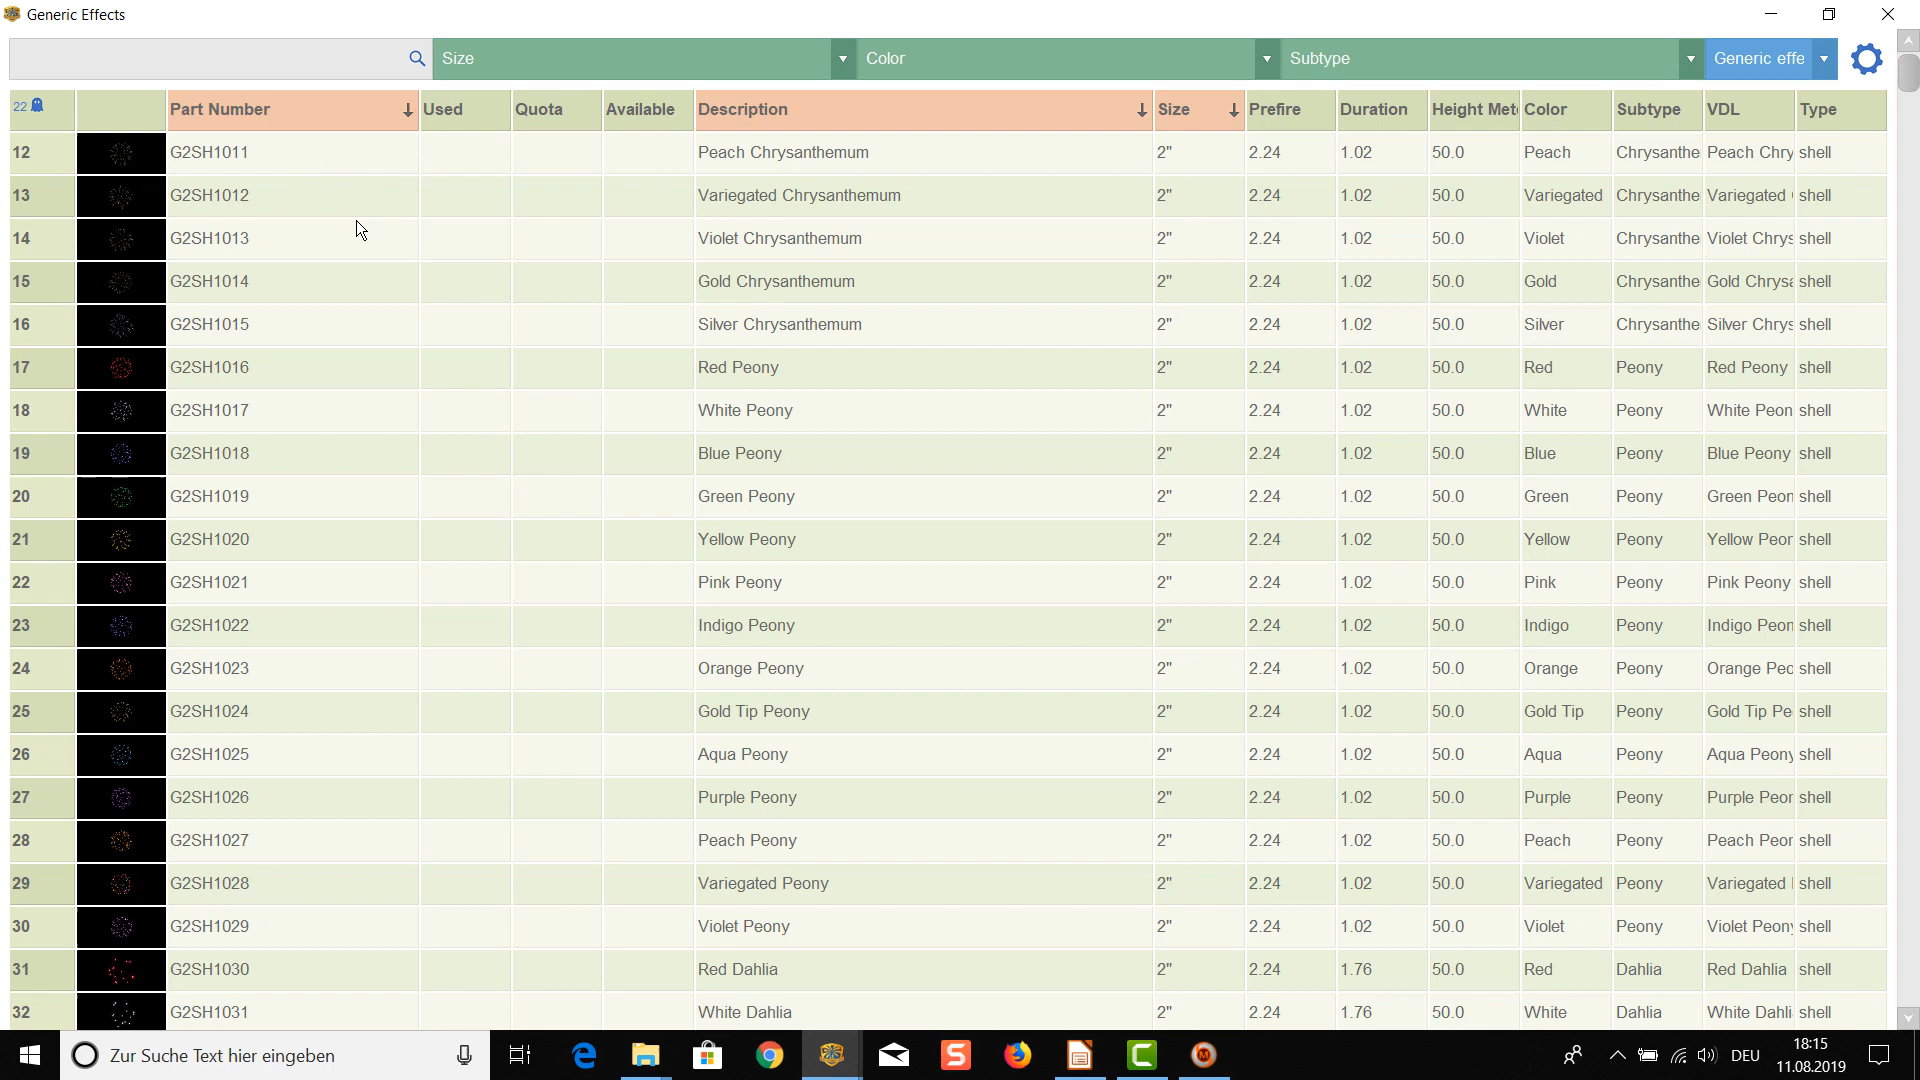 Generic Effects
Size Color Subtype Generic effe
22 Part Number Used Quota Available Description Size Prefire Duration Height Met Color Subtype VDL Type
12 G2SH1011 Peach Chrysanthemum 2" 2.24 1.02 50.0 Peach Chrysanthe Peach Chry shell
13 G2SH1012 Variegated Chrysanthemum 2" 2.24 1.02 50.0 Variegated Chrysanthe Variegated shell
14 G2SH1013 Violet Chrysanthemum 2" 2.24 1.02 50.0 Violet Chrysanthe Violet Chrys shell
15 G2SH1014 Gold Chrysanthemum 2" 2.24 1.02 50.0 Gold Chrysanthe Gold Chrysa shell
16 G2SH1015 Silver Chrysanthemum 2" 2.24 1.02 50.0 Silver Chrysanthe Silver Chrys shell
17 G2SH1016 Red Peony 2" 2.24 1.02 50.0 Red Peony Red Peony shell
18 G2SH1017 White Peony 2" 2.24 1.02 50.0 White Peony White Peon shell
19 G2SH1018 Blue Peony 2" 2.24 1.02 50.0 Blue Peony Blue Peony shell
20 G2SH1019 Green Peony 2" 2.24 1.02 50.0 Green Peony Green Peon shell
21 G2SH1020 Yellow Peony 2" 2.24 1.02 50.0 Yellow Peony Yellow Peor shell
22 G2SH1021 Pink Peony 2" 2.24 1.02 50.0 Pink Peony Pink Peony shell
23 G2SH1022 Indigo Peony 2" 2.24 1.02 50.0 Indigo Peony Indigo Peon shell
24 G2SH1023 Orange Peony 2" 2.24 1.02 50.0 Orange Peony Orange Peo shell
25 G2SH1024 Gold Tip Peony 2" 2.24 1.02 50.0 Gold Tip Peony Gold Tip Pe shell
26 G2SH1025 Aqua Peony 2" 2.24 1.02 50.0 Aqua Peony Aqua Peony shell
27 G2SH1026 Purple Peony 2" 2.24 1.02 50.0 Purple Peony Purple Peor shell
28 G2SH1027 Peach Peony 2" 2.24 1.02 50.0 Peach Peony Peach Peor shell
29 G2SH1028 Variegated Peony 2" 2.24 1.02 50.0 Variegated Peony Variegated shell
30 G2SH1029 Violet Peony 2" 2.24 1.02 50.0 Violet Peony Violet Peony shell
31 G2SH1030 Red Dahlia 2" 2.24 1.76 50.0 Red Dahlia Red Dahlia shell
32 G2SH1031 White Dahlia 2" 2.24 1.76 50.0 White Dahlia White Dahli shell
Zur Suche Text hier eingeben DEU 18:15
11.08.2019